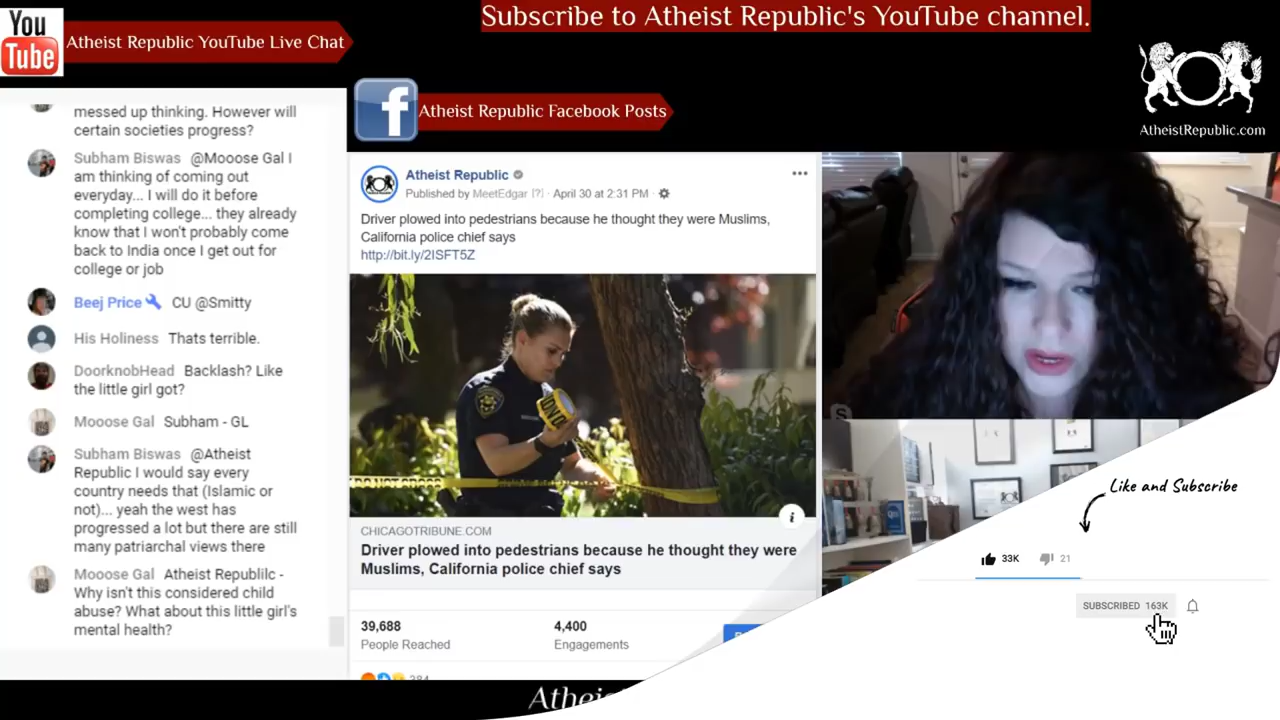 Subscribe to Atheist Republic's YouTube channel.
You
Tube
Atheist Republic YouTube Live Chat
AtheistRepublic.com
f
Atheist Republic Facebook Posts
messed up thinking. However will
certain societies progress?
Subham Biswas @Mooose Gal I
am thinking of coming out
everyday... I will do it before
completing college... they already
know that I won't probably come
back to India once I get out for
college or job
Beej Price CU @Smitty
His Holiness Thats terrible.
DoorknobHead Backlash? Like
the little girl got?
Mooose Gal Subham - GL
Subham Biswas @Atheist
Republic I would say every
country needs that (Islamic or
not)... yeah the west has
progressed a lot but there are still
many patriarchal views there
Mooose Gal Atheist Republilc -
Why isn't this considered child
abuse? What about this little girl's
mental health?
Atheist Republic
Published by MeetEdgar [?] · April 30 at 2:31 PM ·
Driver plowed into pedestrians because he thought they were Muslims,
California police chief says
http://bit.ly/2ISFT5Z
CHICAGOTRIBUNE.COM
Driver plowed into pedestrians because he thought they were
Muslims, California police chief says
39,688
People Reached
4,400
Engagements
Like and Subscribe
33K
21
SUBSCRIBED 163K